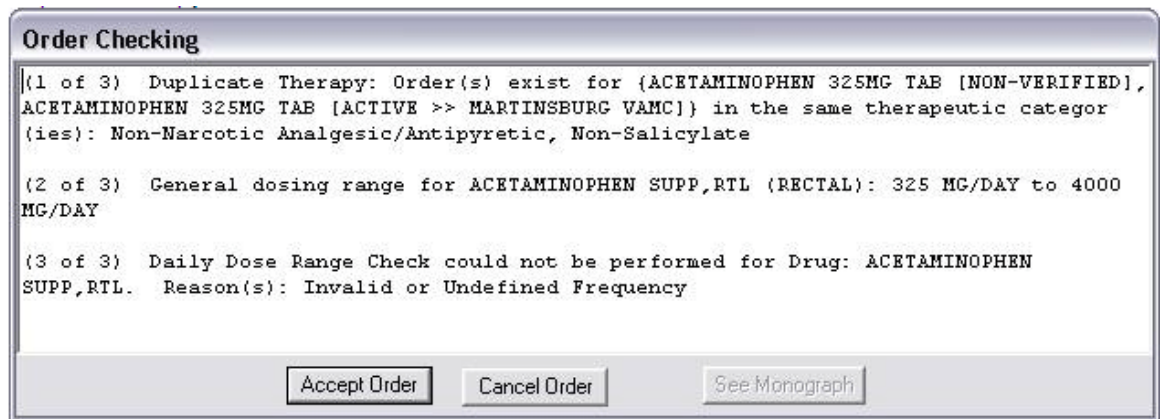 Order Checking
(1 of 3)  Duplicate Therapy: Order(s) exist for {ACETAMINOPHEN 325MG TAB [NON-VERIFIED],
ACETAMINOPHEN 325MG TAB [ACTIVE >> MARTINSBURG VAMC]} in the same therapeutic categor
(ies): Non-Narcotic Analgesic/Antipyretic, Non-Salicylate
(2 of 3)  General dosing range for ACETAMINOPHEN SUPP,RTL (RECTAL): 325 MG/DAY to 4000
MG/DAY
(3 of 3)  Daily Dose Range Check could not be performed for Drug: ACETAMINOPHEN
SUPP,RTL.  Reason(s): Invalid or Undefined Frequency
Accept Order Cancel Order See Monograph